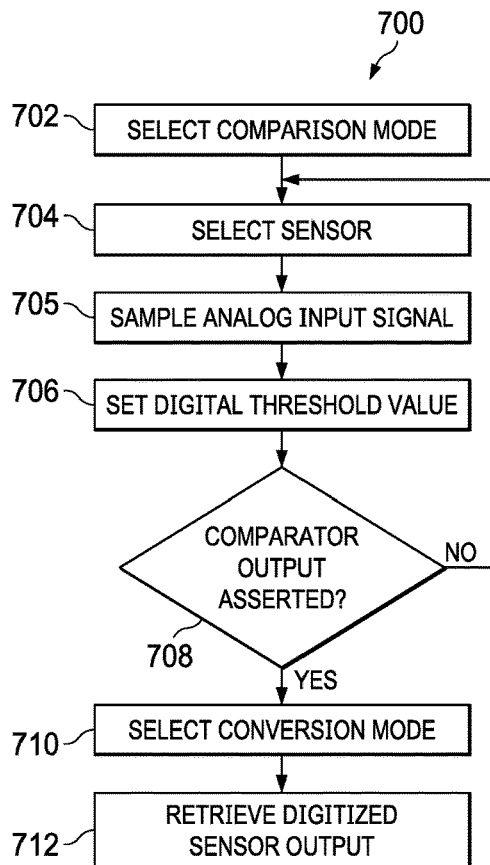 700
702
SELECT COMPARISON MODE
704
SELECT SENSOR
705
SAMPLE ANALOG INPUT SIGNAL
706
SET DIGITAL THRESHOLD VALUE
COMPARATOR
OUTPUT
ASSERTED?
NO
708
YES
710
SELECT CONVERSION MODE
712
RETRIEVE DIGITIZED
SENSOR OUTPUT